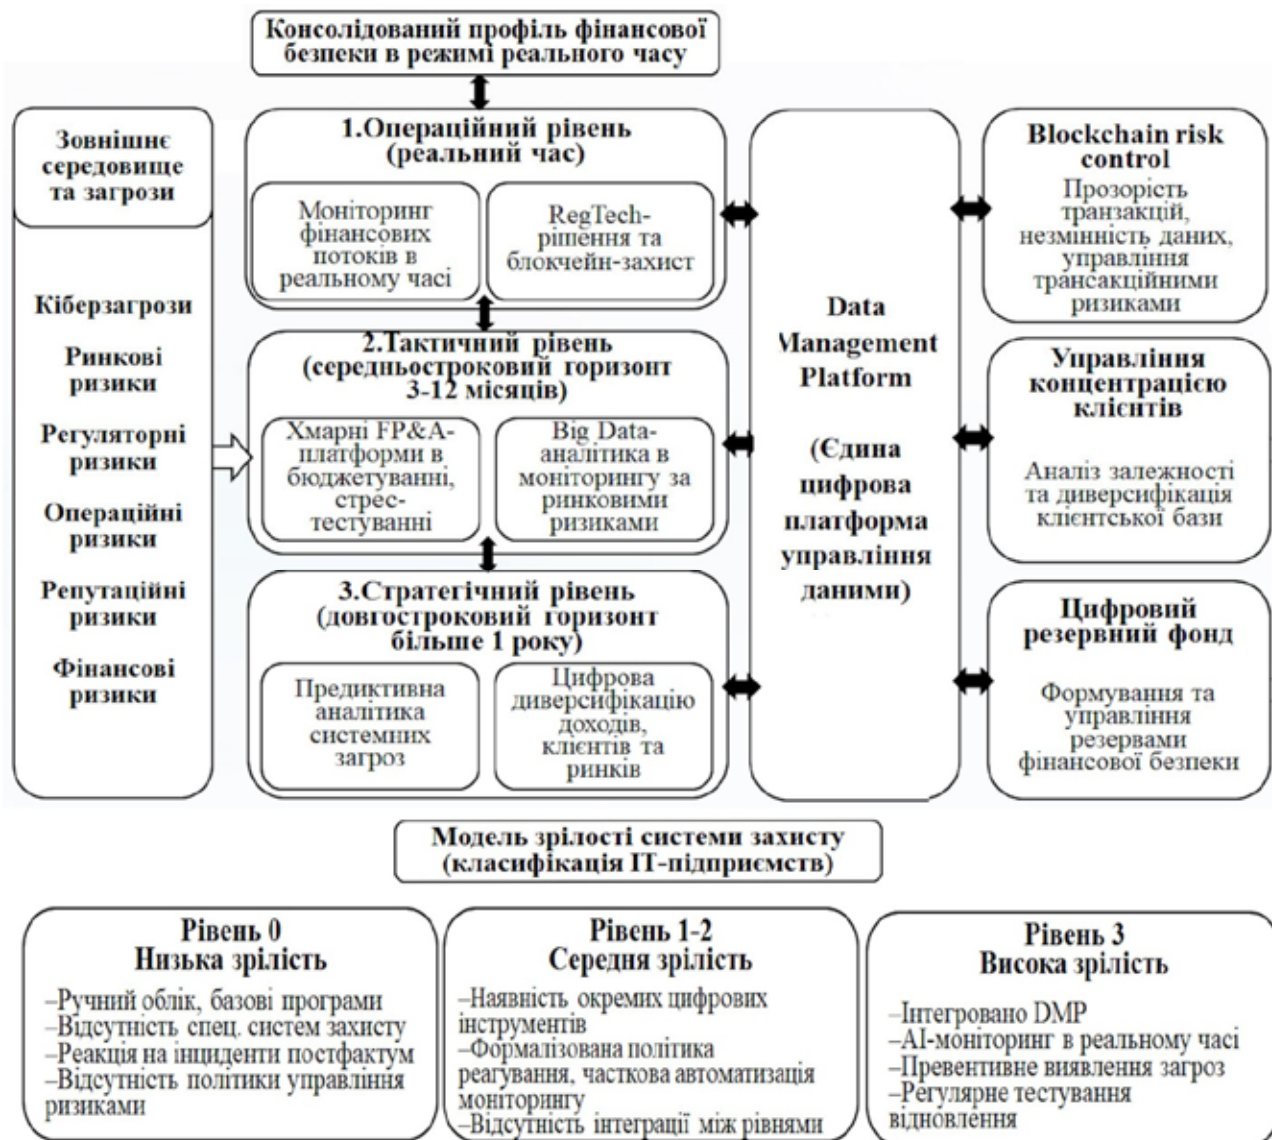 Консолідований профіль фінансової
безпеки в режимі реального часу
Зовнішнє
середовище
та загрози
Кіберзагрози
Ринкові
ризики
Регуляторні
ризики
Операційні
ризики
Репутаційні
ризики
Фінансові
ризики
1.Операційний рівень
(реальний час)
Моніторинг
фінансових
потоків в
реальному часі
RegTech-
рішення та
блокчейн-захист
2.Тактичний рівень
(середньостроковий горизонт
3-12 місяців)
Хмарні FP&A-
платформи в
бюджетуванні,
стрес-
тестуванні
Big Data-
аналітика в
моніторингу за
ринковими
ризиками
3.Стратегічний рівень
(довгостроковий горизонт
більше 1 року)
Предиктивна
аналітика
системних
загроз
Цифрова
диверсифікацію
доходів,
клієнтів та
ринків
Data
Management
Platform
(Єдина
цифрова
платформа
управління
даними)
Blockchain risk
control
Прозорість
транзакцій,
незмінність даних,
управління
трансакційними
ризиками
Управління
концентрацією
клієнтів
Аналіз залежності
та диверсифікація
клієнтської бази
Цифровий
резервний фонд
Формування та
управління
резервами
фінансової безпеки
Модель зрілості системи захисту
(класифікація ІТ-підприємств)
Рівень 0
Низька зрілість
–Ручний облік, базові програми
–Відсутність спец. систем захисту
–Реакція на інциденти постфактум
–Відсутність політики управління
ризиками
Рівень 1-2
Середня зрілість
–Наявність окремих цифрових
інструментів
–Формалізована політика
реагування, часткова автоматизація
моніторингу
–Відсутність інтеграції між рівнями
Рівень 3
Висока зрілість
–Інтегровано DMP
–AI-моніторинг в реальному часі
–Превентивне виявлення загроз
–Регулярне тестування
відновлення